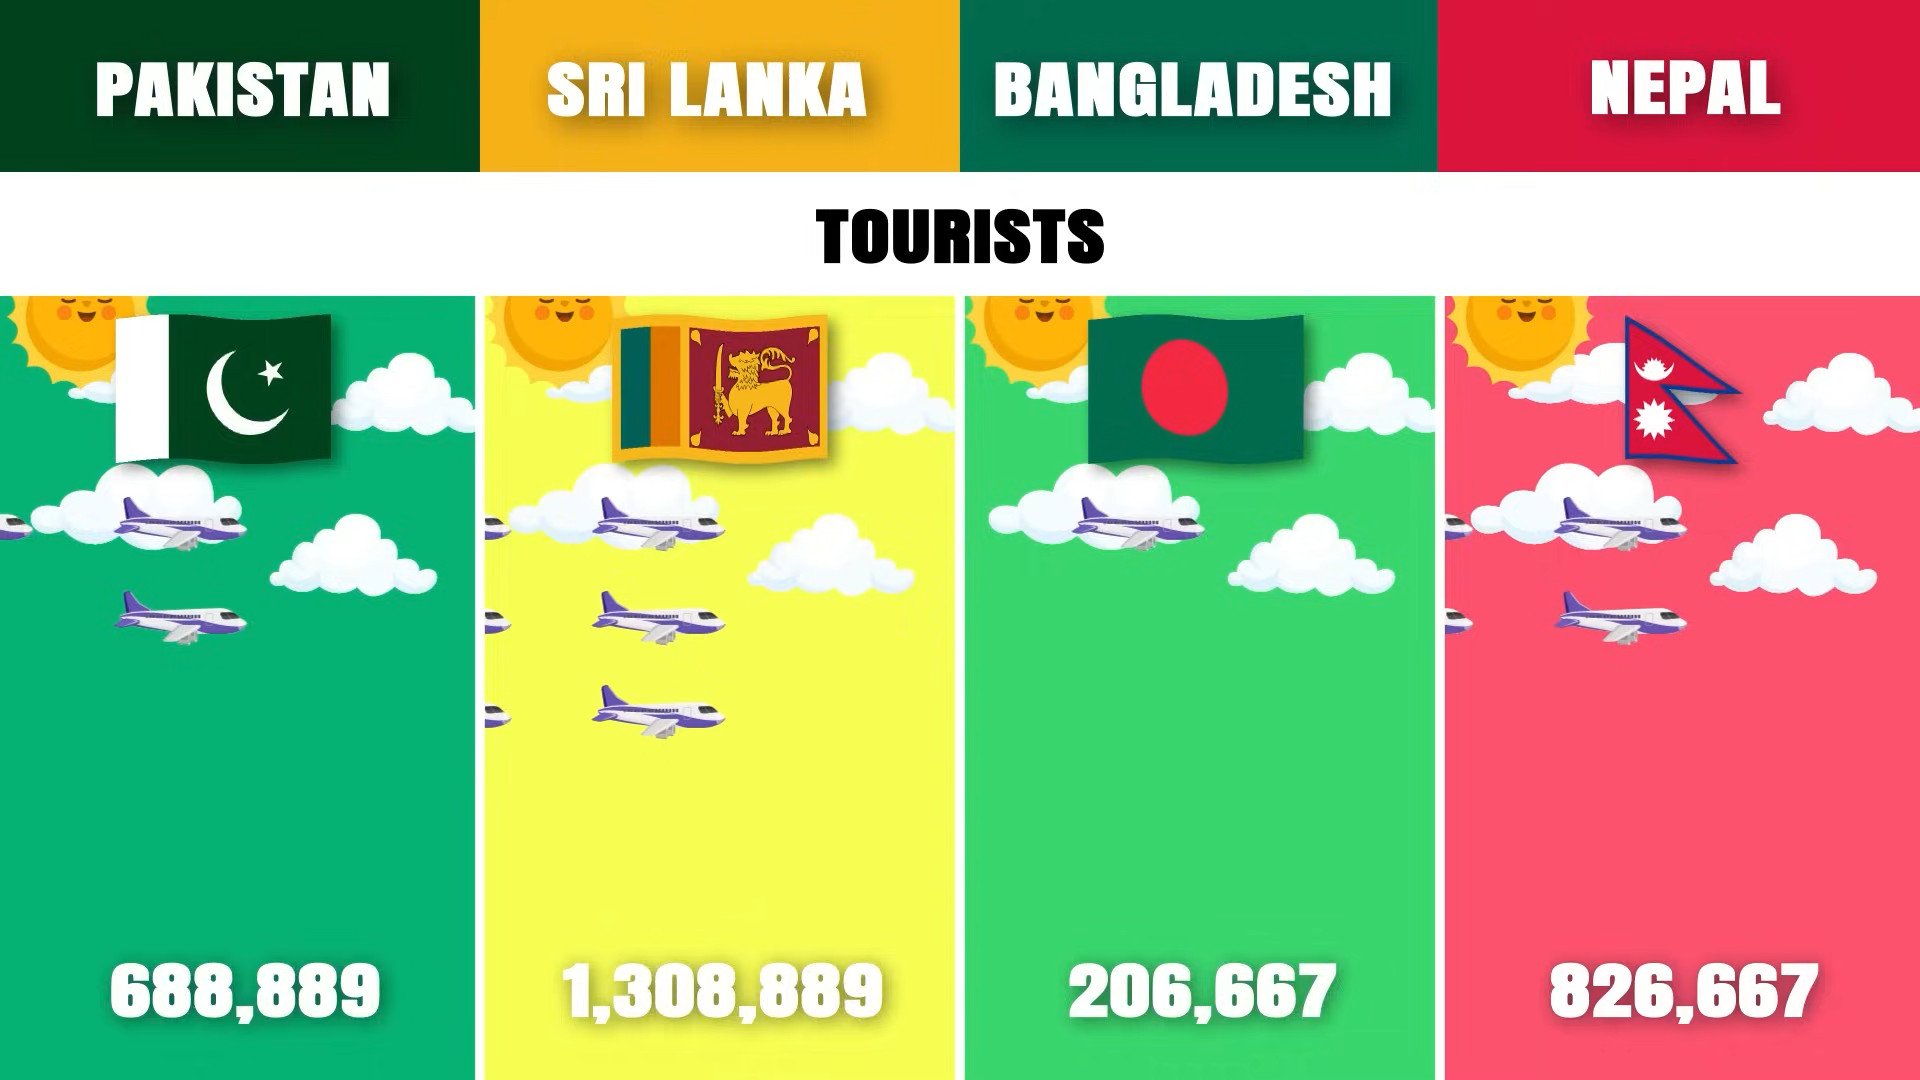 PAKISTAN
SRI LANKA
BANGLADESH
NEPAL
TOURISTS
688,889
1,308,889
206,667
826,667